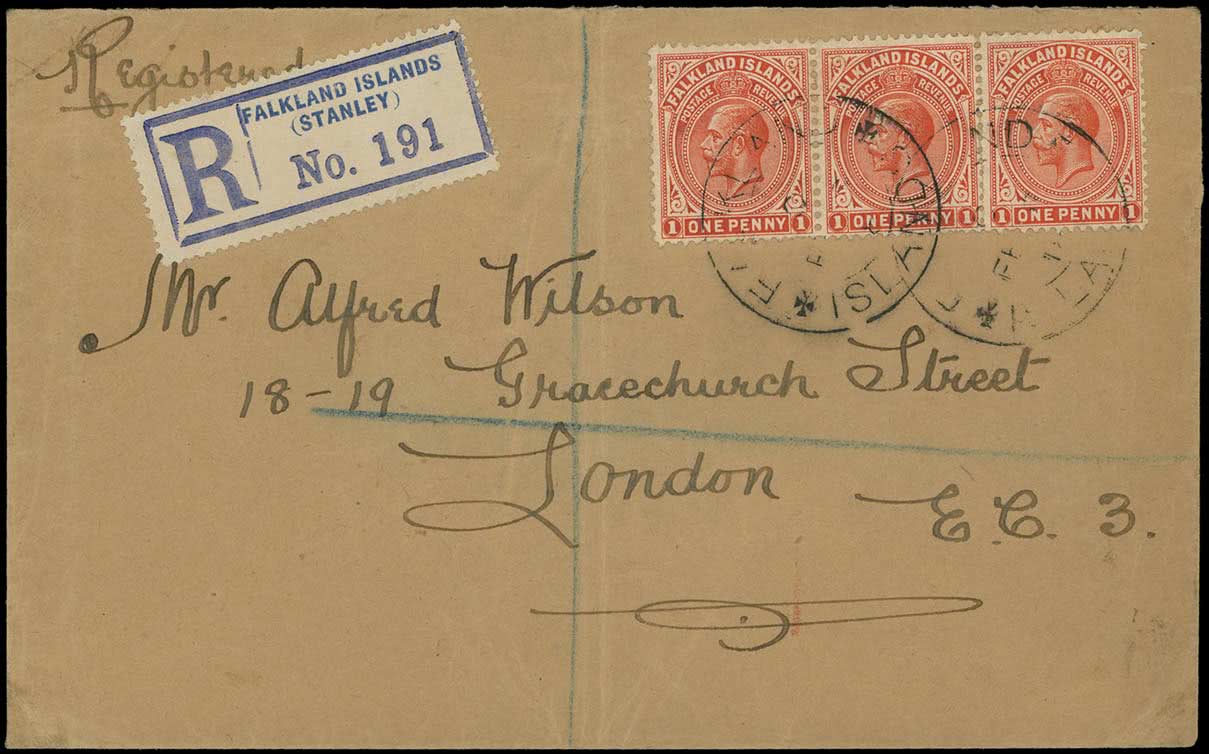 Registered
R
FALKLAND ISLANDS
(STANLEY)
No. 191
FALKLAND ISLANDS
POSTAGE REVENUE
1 ONE PENNY 1
FALKLAND ISLANDS
POSTAGE REVENUE
1 ONE PENNY 1
FALKLAND ISLANDS
POSTAGE REVENUE
1 ONE PENNY 1
FALKLAND ISLANDS
Mr. Alfred Wilson
18-19 Gracechurch Street
London
E.C. 3.